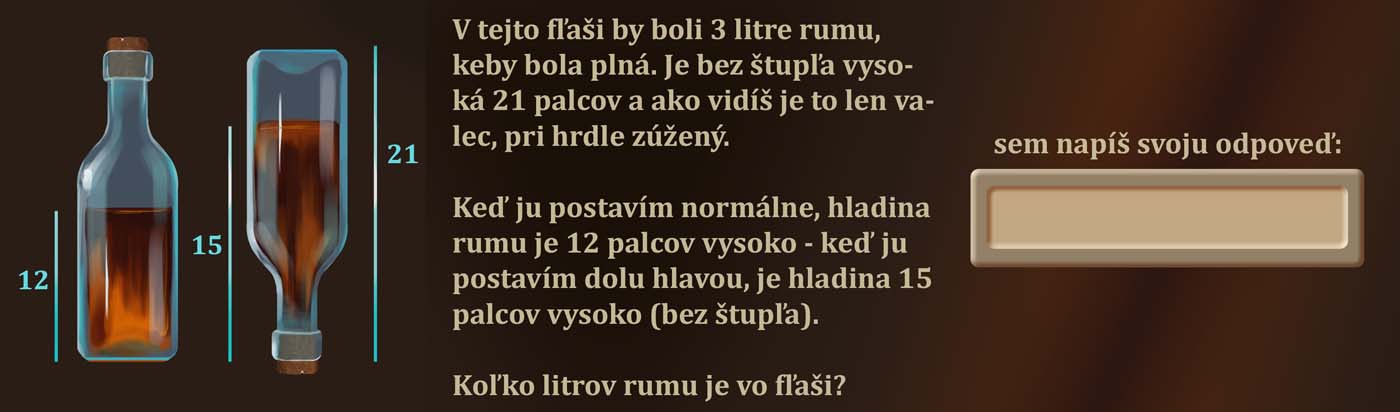 12
15
21
V tejto fľaši by boli 3 litre rumu,
keby bola plná. Je bez štupľa vyso-
ká 21 palcov a ako vidíš je to len va-
lec, pri hrdle zúžený.
Keď ju postavím normálne, hladina
rumu je 12 palcov vysoko - keď ju
postavím dolu hlavou, je hladina 15
palcov vysoko (bez štupľa).
Koľko litrov rumu je vo fľaši?
sem napíš svoju odpoveď: